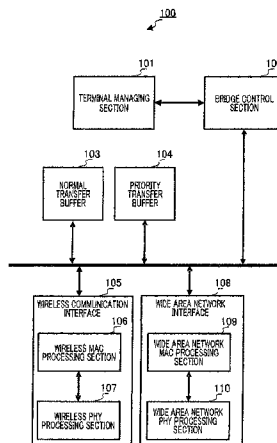 100
101
10
TERMINAL MANAGING
SECTION
BRIDGE CONTROL
SECTION
103
104
NORMAL
TRANSFER
BUFFER
PRIORITY
TRANSFER
BUFFER
105
108
WIRELESS COMMUNICATION
INTERFACE
WIDE AREA NETWORK
INTERFACE
106
109
WIRELESS MAC
PROCESSING SECTION
WIDE AREA NETWORK
MAC PROCESSING
SECTION
107
110
WIRELESS PHY
PROCESSING SECTION
WIDE AREA NETWORK
PHY PROCESSING
SECTION